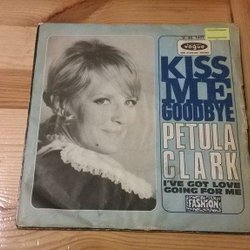 vogue
KISS
ME
GOODBYE
PETULA
CLARK
I'VE GOT LOVE
GOING FOR ME
FASHION